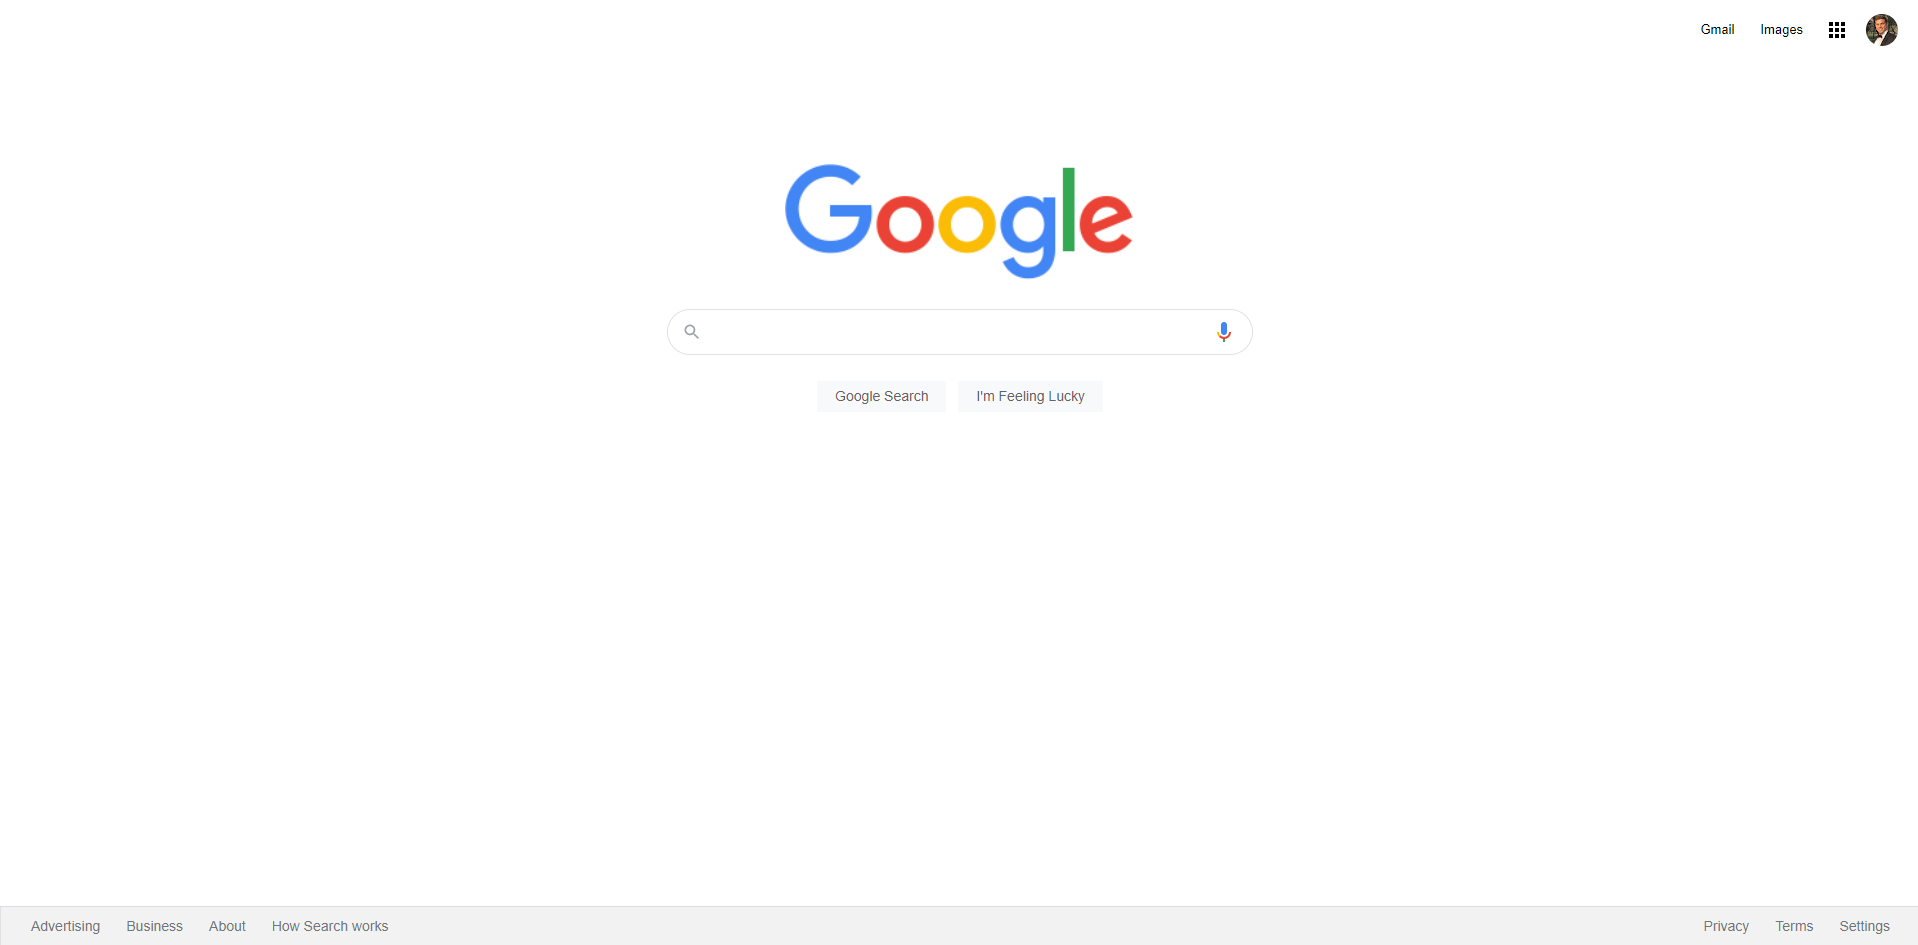 Gmail Images
Google
Google Search I'm Feeling Lucky
Advertising Business About How Search works Privacy Terms Settings